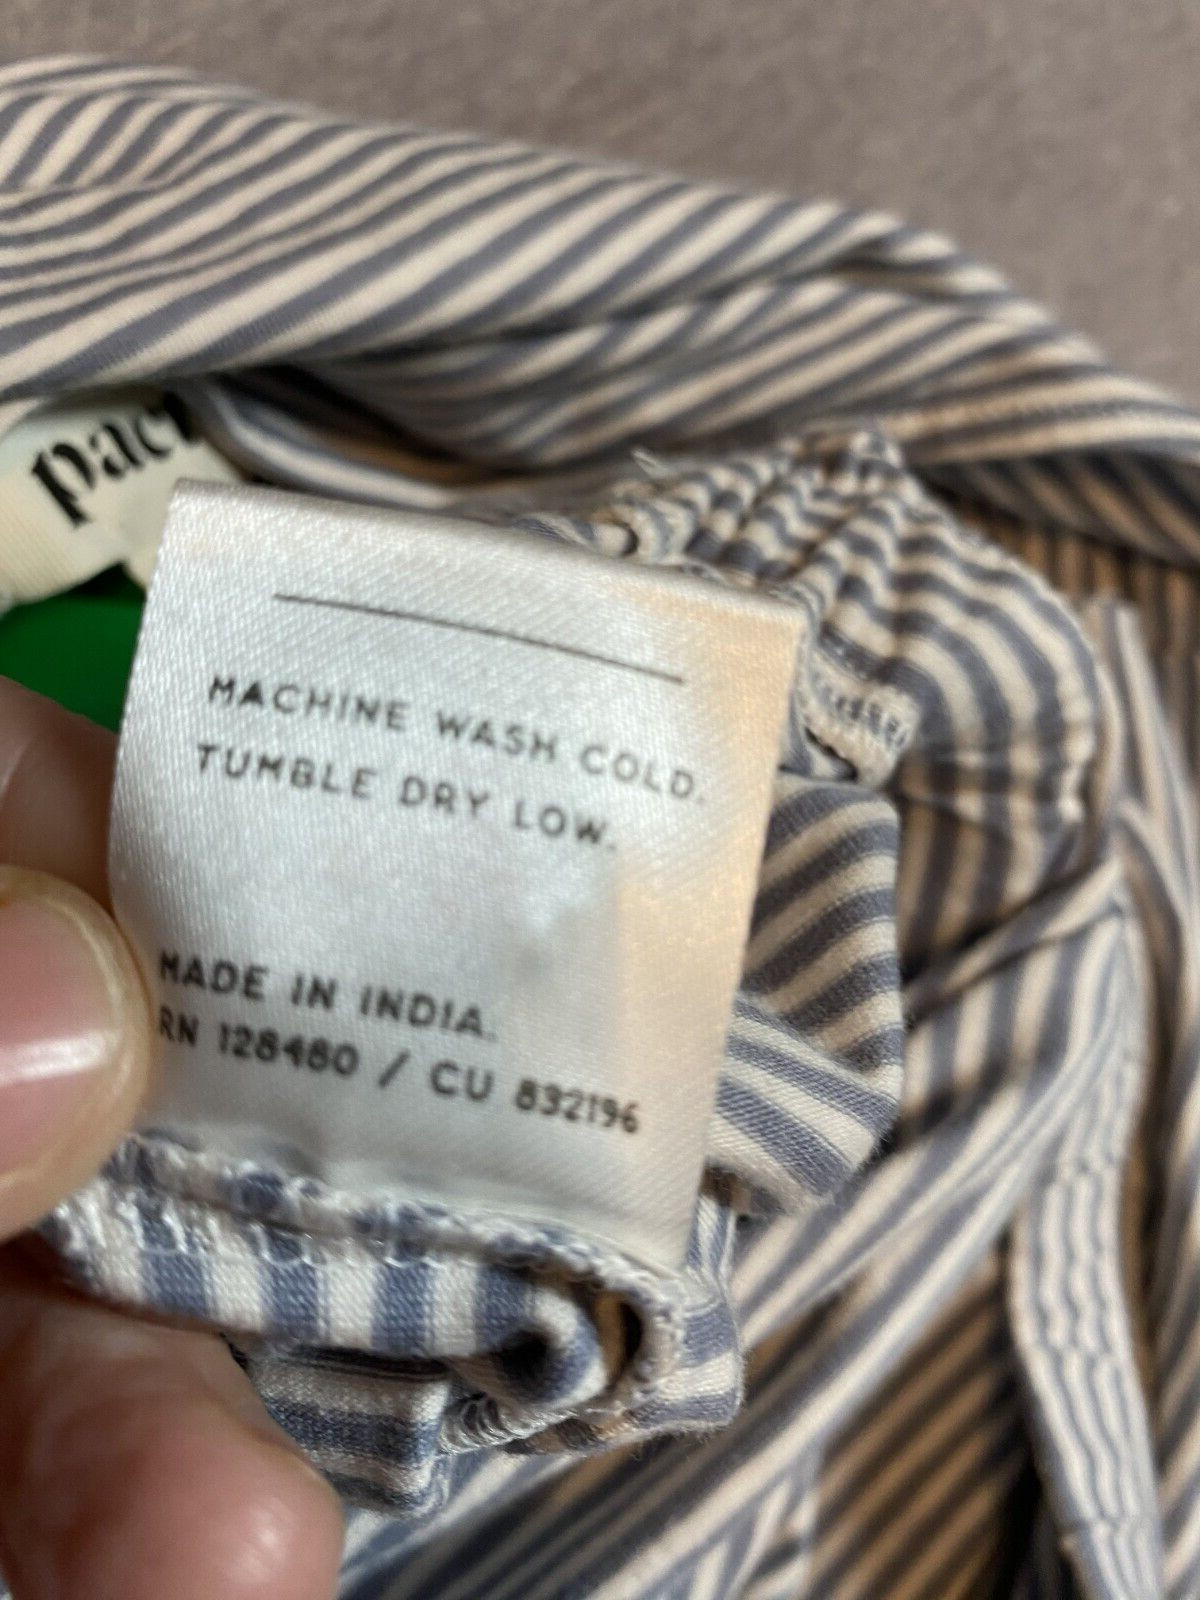 pact
MACHINE WASH COLD.
TUMBLE DRY LOW.
MADE IN INDIA.
RN 128480 / CU 832196